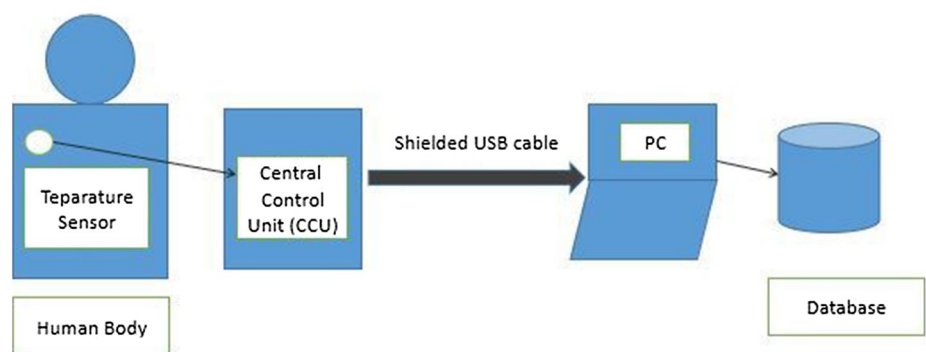 Teparature
Sensor
Human Body
Central
Control
Unit (CCU)
Shielded USB cable
PC
Database